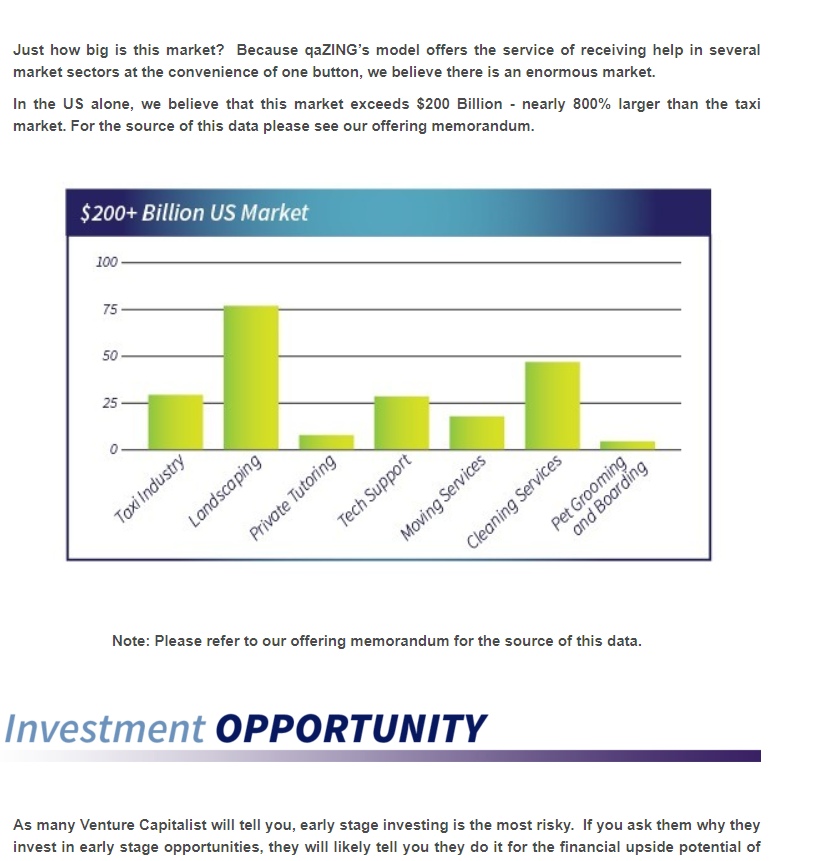 Just how big is this market?  Because qaZING's model offers the service of receiving help in several
market sectors at the convenience of one button, we believe there is an enormous market.
In the US alone, we believe that this market exceeds $200 Billion - nearly 800% larger than the taxi
market. For the source of this data please see our offering memorandum.
$200+ Billion US Market
100
75
50
25
0
Taxi Industry
Landscaping
Private Tutoring
Tech Support
Moving Services
Cleaning Services
Pet Grooming
and Boarding
Note: Please refer to our offering memorandum for the source of this data.
Investment OPPORTUNITY
As many Venture Capitalist will tell you, early stage investing is the most risky.  If you ask them why they
invest in early stage opportunities, they will likely tell you they do it for the financial upside potential of